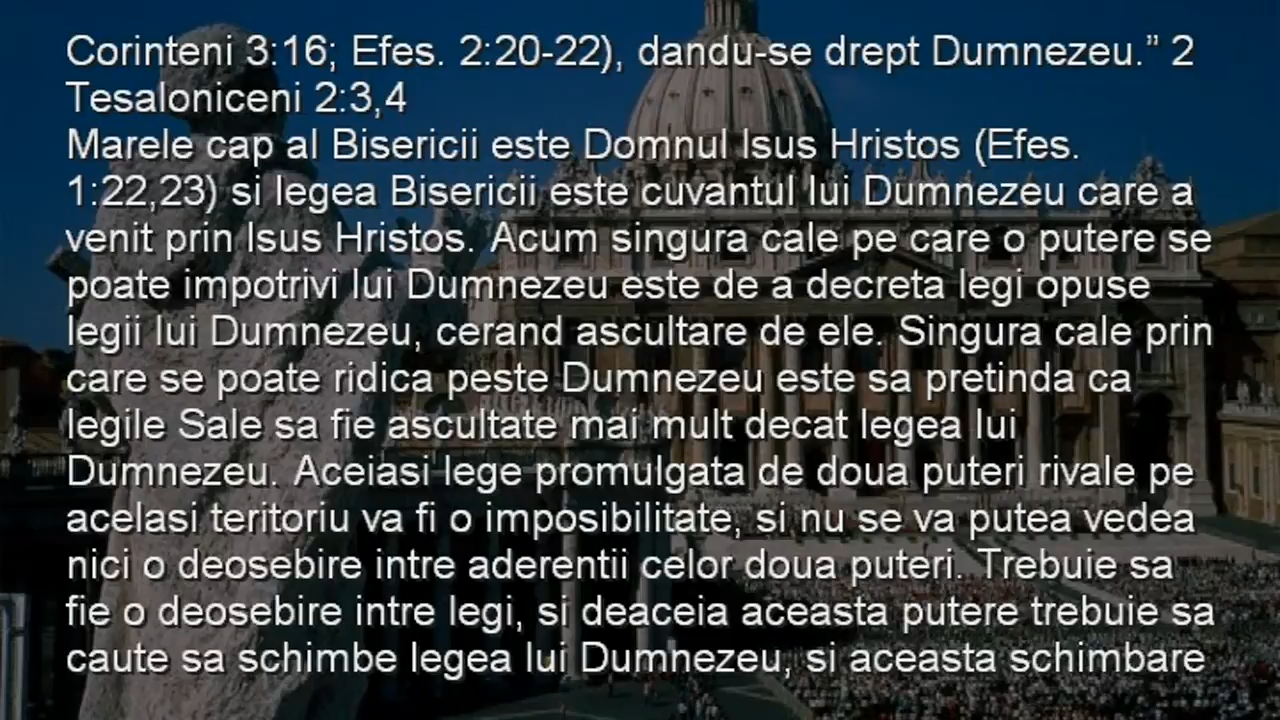 Corinteni 3:16; Efes. 2:20-22), dandu-se drept Dumnezeu.” 2
Tesaloniceni 2:3,4
Marele cap al Bisericii este Domnul Isus Hristos (Efes.
1:22,23) si legea Bisericii este cuvantul lui Dumnezeu care a
venit prin Isus Hristos. Acum singura cale pe care o putere se
poate impotrivi lui Dumnezeu este de a decreta legi opuse
legii lui Dumnezeu, cerand ascultare de ele. Singura cale prin
care se poate ridica peste Dumnezeu este sa pretinda ca
legile Sale sa fie ascultate mai mult decat legea lui
Dumnezeu. Aceiasi lege promulgata de doua puteri rivale pe
acelasi teritoriu va fi o imposibilitate, si nu se va putea vedea
nici o deosebire intre aderentii celor doua puteri. Trebuie sa
fie o deosebire intre legi, si deaceia aceasta putere trebuie sa
caute sa schimbe legea lui Dumnezeu, si aceasta schimbare